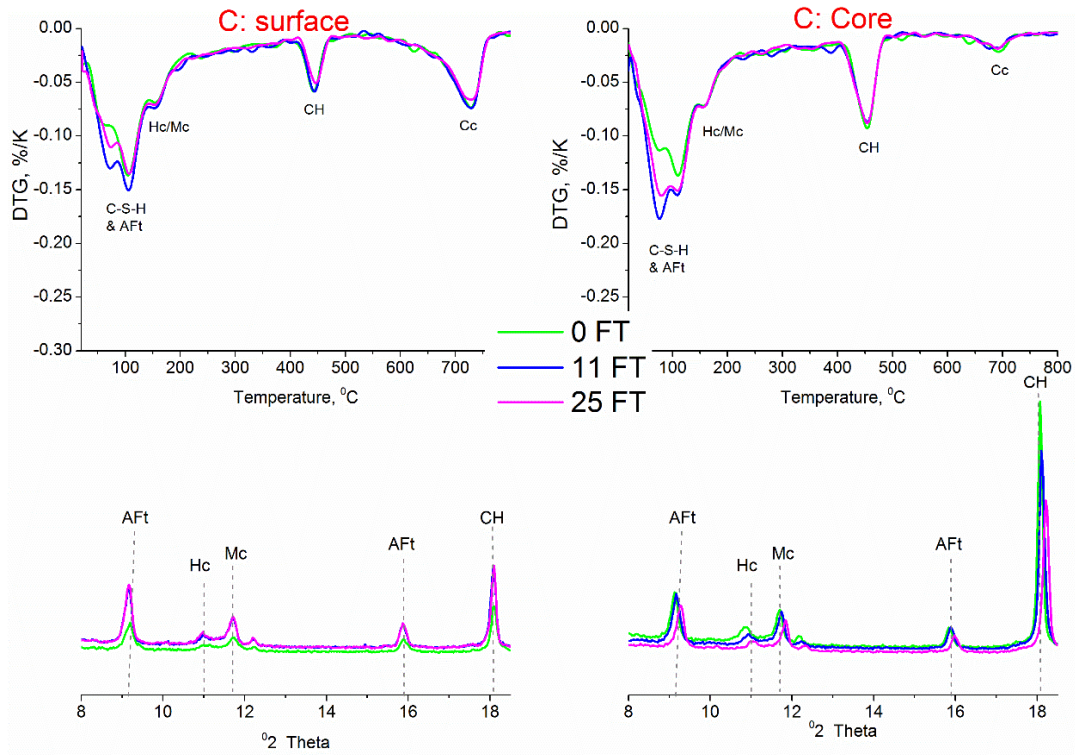 C: surface
0.00
-0.05
-0.10
-0.15
-0.20
-0.25
-0.30
DTG, %/K
Hc/Mc
CH
Cc
C-S-H
& AFt
100 200 300 400 500 600 700
Temperature, ⁰C
C: Core
0.00
-0.05
-0.10
-0.15
-0.20
-0.25
DTG, %/K
Hc/Mc
CH
Cc
C-S-H
& AFt
100 200 300 400 500 600 700 800
Temperature, ⁰C
0 FT
11 FT
25 FT
AFt
Hc
Mc
AFt
CH
8 10 12 14 16 18
⁰2 Theta
AFt
Hc
Mc
AFt
CH
8 10 12 14 16 18
⁰2 Theta